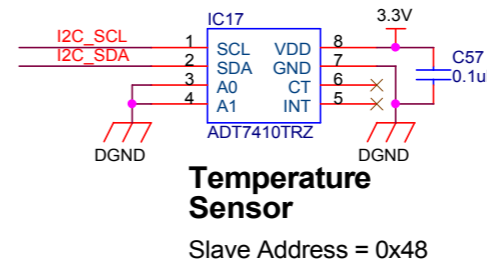 IC17
3.3V
I2C_SCL 1 SCL VDD 8
I2C_SDA 2 SDA GND 7
3 A0 CT 6
4 A1 INT 5
C57
0.1u
ADT7410TRZ
DGND
DGND
Temperature
Sensor
Slave Address = 0x48